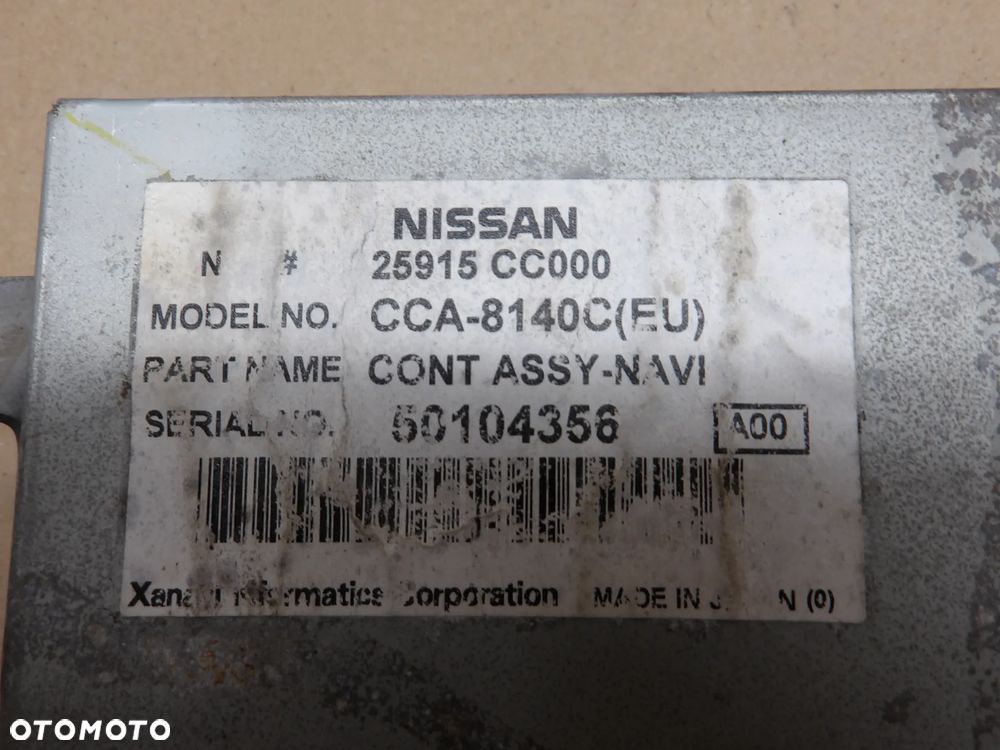 NISSAN
N # 25915 CC000
MODEL NO. CCA-8140C(EU)
PART NAME CONT ASSY-NAVI
SERIAL NO. 50104356 A00
Corporation MADE IN (0)
OTOMOTO